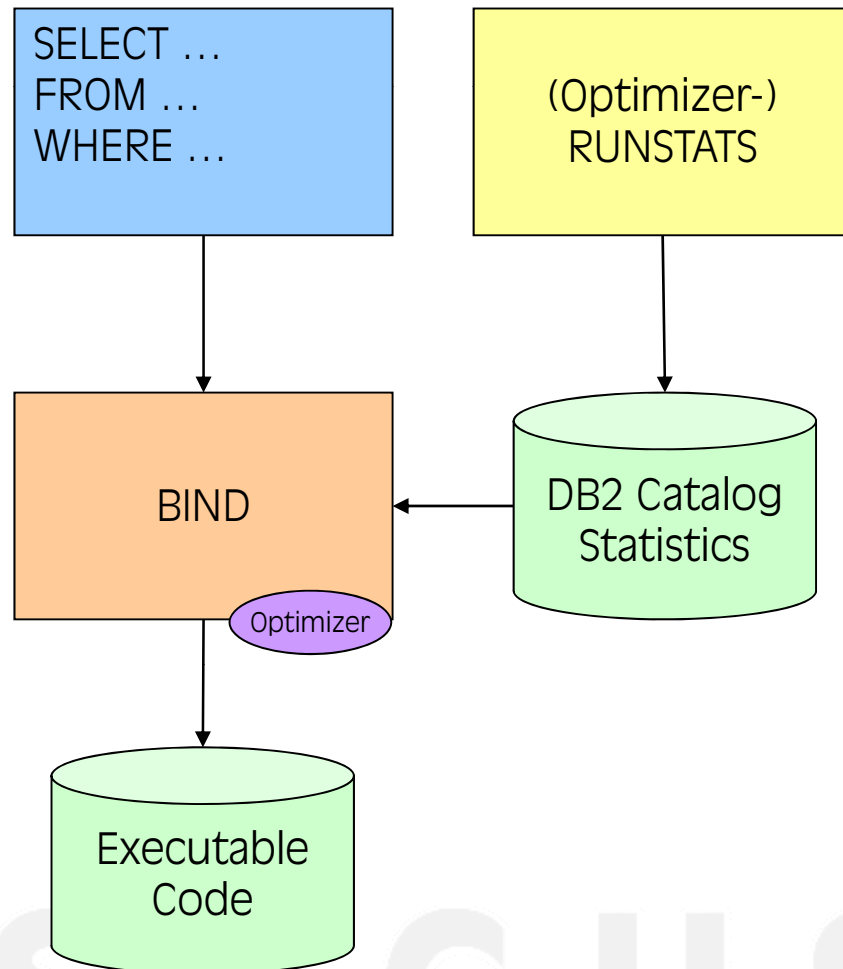 SELECT …
FROM …
WHERE …
(Optimizer-)
RUNSTATS
BIND
DB2 Catalog
Statistics
Optimizer
Executable
Code